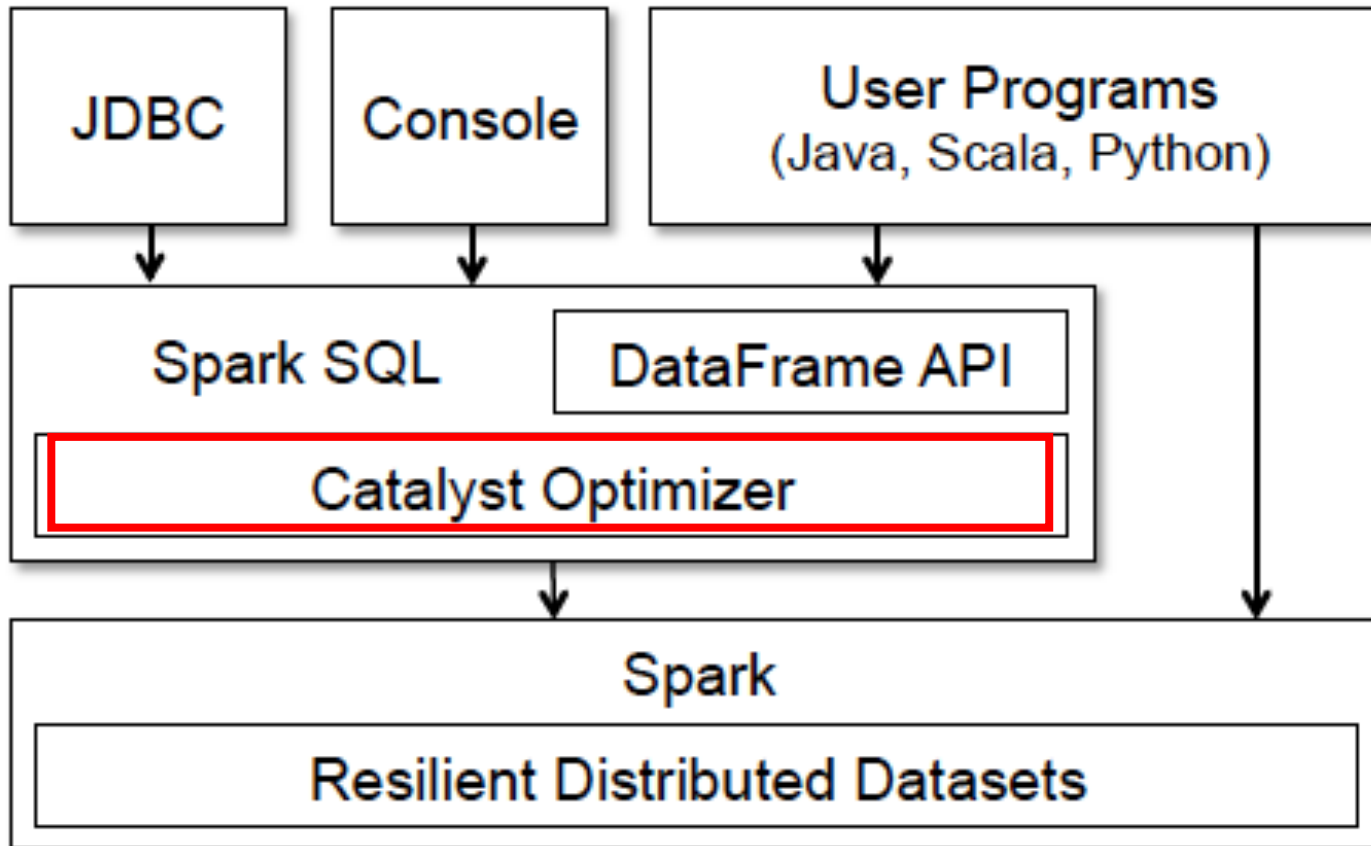 JDBC
Console
User Programs
(Java, Scala, Python)
Spark SQL
DataFrame API
Catalyst Optimizer
Spark
Resilient Distributed Datasets